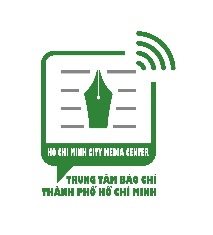 HO CHI MINH CITY MEDIA CENTER
TRUNG TÂM BÁO CHÍ
THÀNH PHỐ HỒ CHÍ MINH